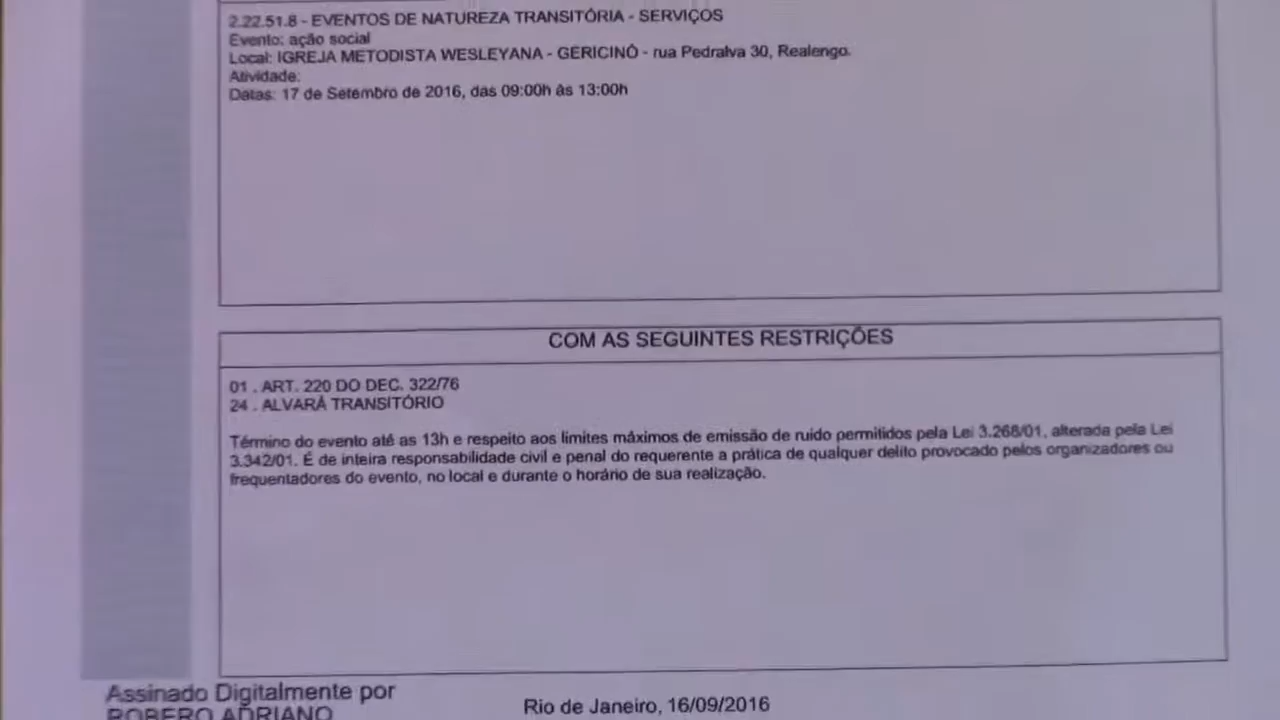 2.22.51.8 - EVENTOS DE NATUREZA TRANSITÓRIA - SERVIÇOS
Evento: ação social
Local: IGREJA METODISTA WESLEYANA - GERICINÓ - rua Pedralva 30, Realengo.
Atividade:
Datas: 17 de Setembro de 2016, das 09:00h às 13:00h
COM AS SEGUINTES RESTRIÇÕES
01 . ART. 220 DO DEC. 322/76
24 . ALVARÁ TRANSITÓRIO
Término do evento até as 13h e respeito aos limites máximos de emissão de ruido permitidos pela Lei 3.268/01, alterada pela Lei
3.342/01. É de inteira responsabilidade civil e penal do requerente a prática de qualquer delito provocado pelos organizadores ou
frequentadores do evento, no local e durante o horário de sua realização.
Assinado Digitalmente por
ROBERO ADRIANO
Rio de Janeiro, 16/09/2016